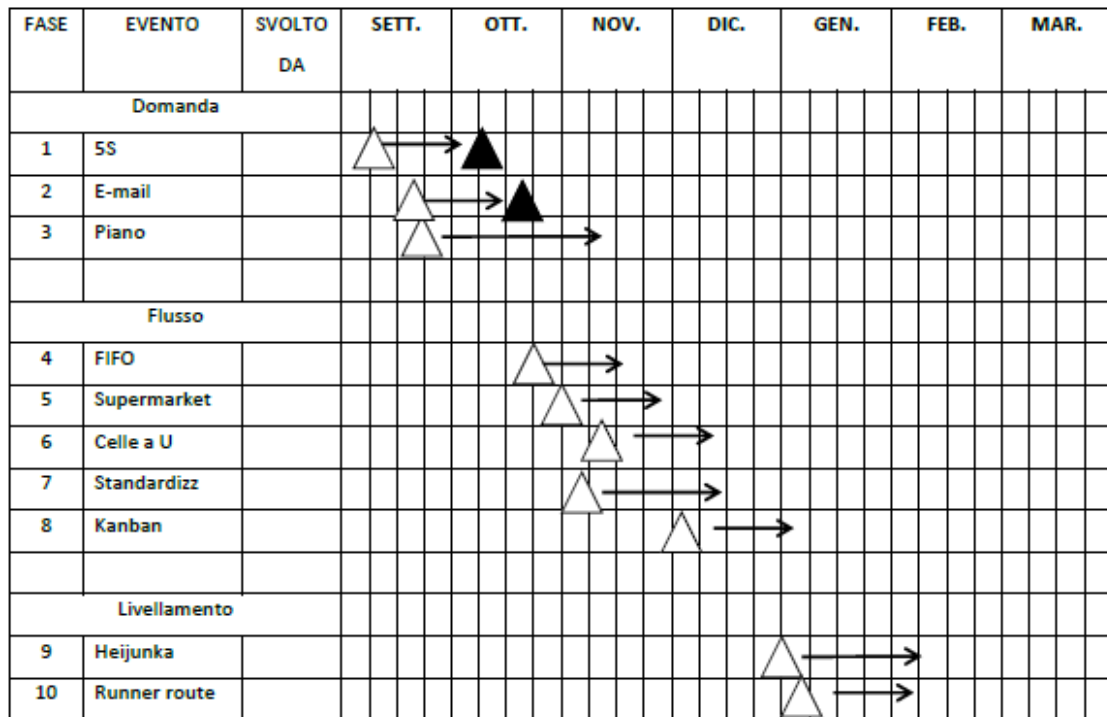 FASE EVENTO SVOLTO DA SETT. OTT. NOV. DIC. GEN. FEB. MAR.
Domanda
1 5S
2 E-mail
3 Piano
Flusso
4 FIFO
5 Supermarket
6 Celle a U
7 Standardizz
8 Kanban
Livellamento
9 Heijunka
10 Runner route